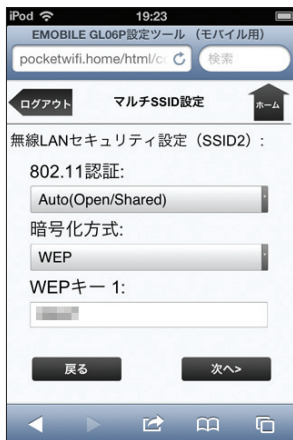 iPod 19:23
EMOBILE GL06P設定ツール （モバイル用）
pocketwifi.home/html/c 検索
ログアウト マルチSSID設定 ホーム
無線LANセキュリティ設定（SSID2）:
802.11認証:
Auto(Open/Shared)
暗号化方式:
WEP
WEPキー 1:
戻る 次へ>